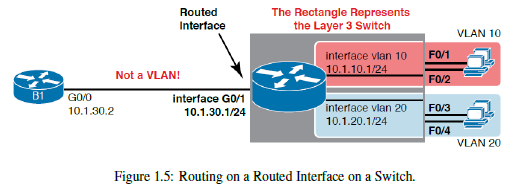 Routed
Interface
The Rectangle Represents
the Layer 3 Switch
VLAN 10
Not a VLAN!
interface vlan 10
10.1.10.1/24
F0/1
F0/2
B1
G0/0
10.1.30.2
interface G0/1
10.1.30.1/24
interface vlan 20
10.1.20.1/24
F0/3
F0/4
VLAN 20
Figure 1.5: Routing on a Routed Interface on a Switch.